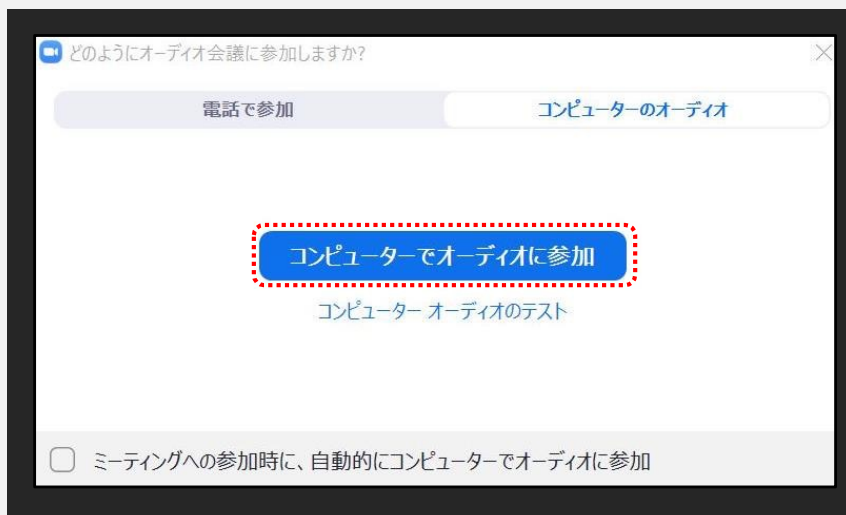 どのようにオーディオ会議に参加しますか?
電話で参加
コンピューターのオーディオ
コンピューターでオーディオに参加
コンピューター オーディオのテスト
ミーティングへの参加時に、自動的にコンピューターでオーディオに参加